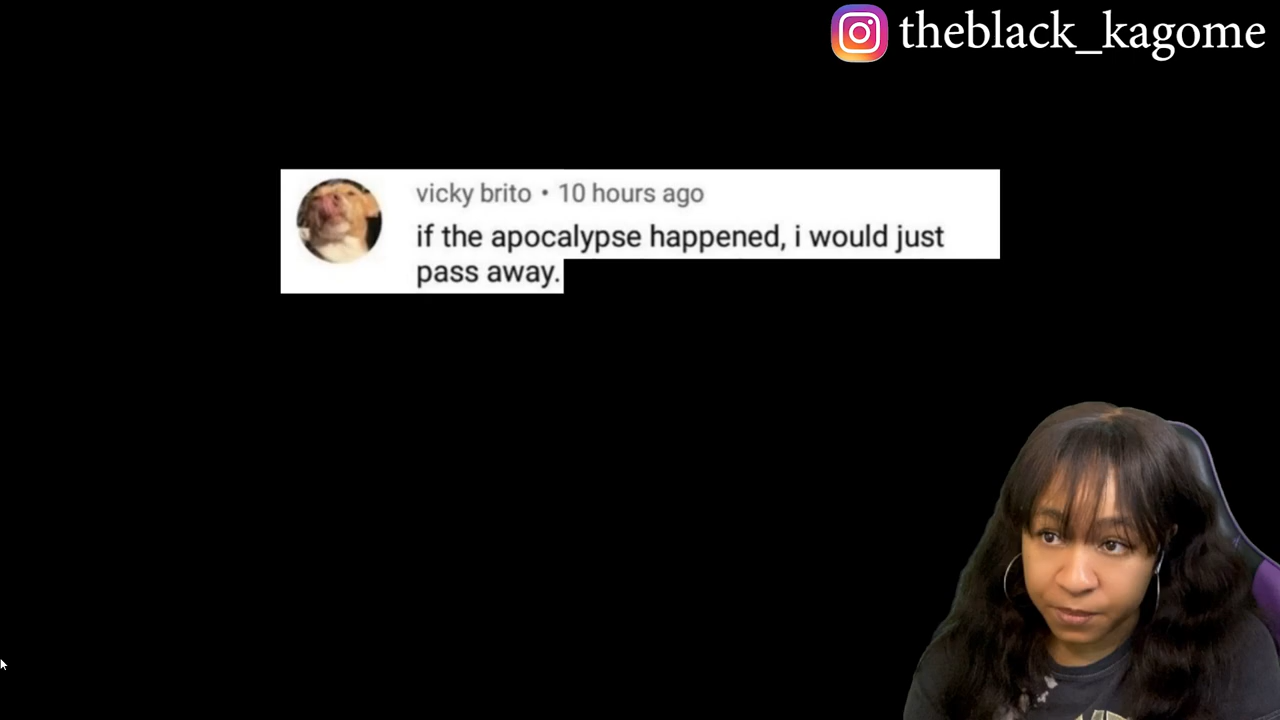 theblack_kagome
vicky brito • 10 hours ago
if the apocalypse happened, i would just
pass away.